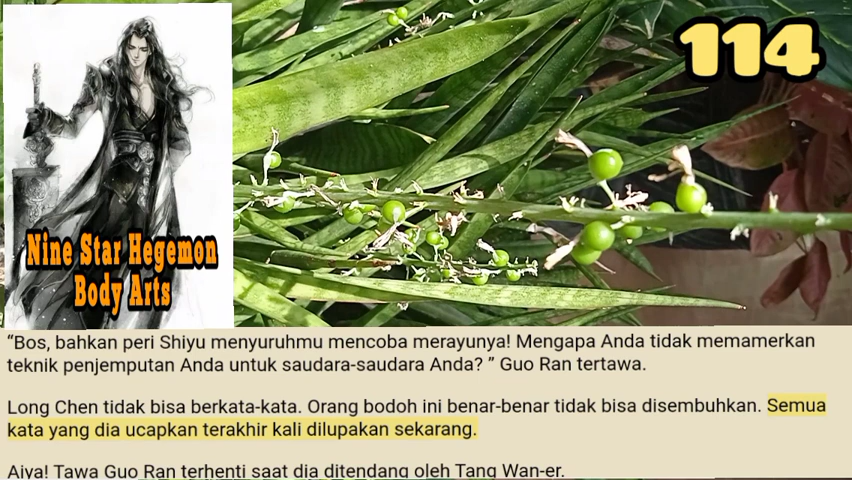 114
Nine Star Hegemon
Body Arts
“Bos, bahkan peri Shiyu menyuruhmu mencoba merayunya! Mengapa Anda tidak memamerkan
teknik penjemputan Anda untuk saudara-saudara Anda? ” Guo Ran tertawa.
Long Chen tidak bisa berkata-kata. Orang bodoh ini benar-benar tidak bisa disembuhkan. Semua
kata yang dia ucapkan terakhir kali dilupakan sekarang.
Aiya! Tawa Guo Ran terhenti saat dia ditendang oleh Tang Wan-er.